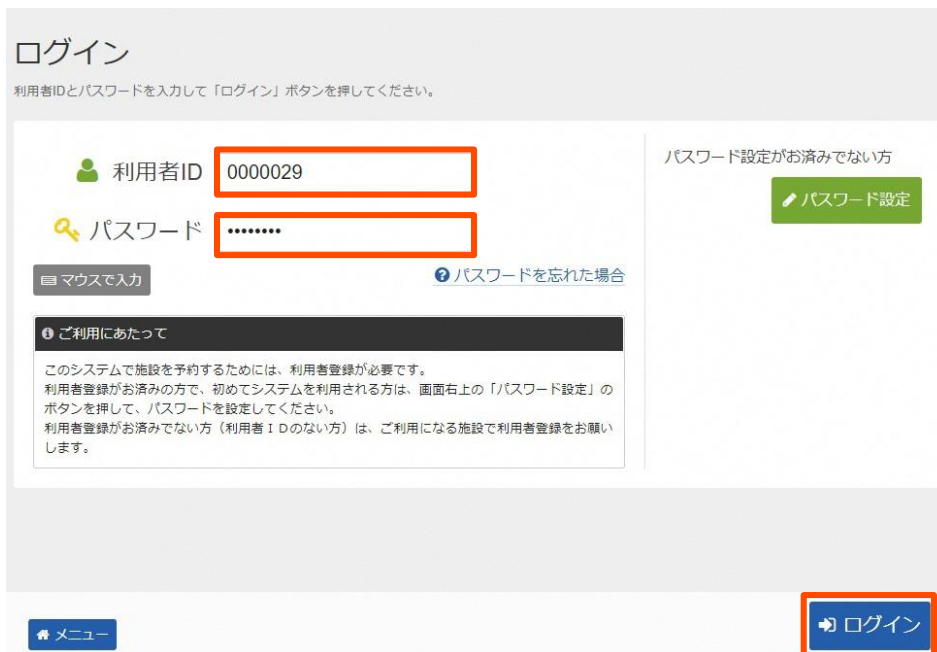 ログイン
利用者IDとパスワードを入力して「ログイン」ボタンを押してください。
利用者ID 0000029
パスワード ••••••••
マウスで入力
パスワードを忘れた場合
ご利用にあたって
このシステムで施設を予約するためには、利用者登録が必要です。
利用者登録がお済みの方で、初めてシステムを利用される方は、画面右上の「パスワード設定」の
ボタンを押して、パスワードを設定してください。
利用者登録がお済みでない方（利用者ＩＤのない方）は、ご利用になる施設で利用者登録をお願い
します。
パスワード設定がお済みでない方
パスワード設定
メニュー
ログイン